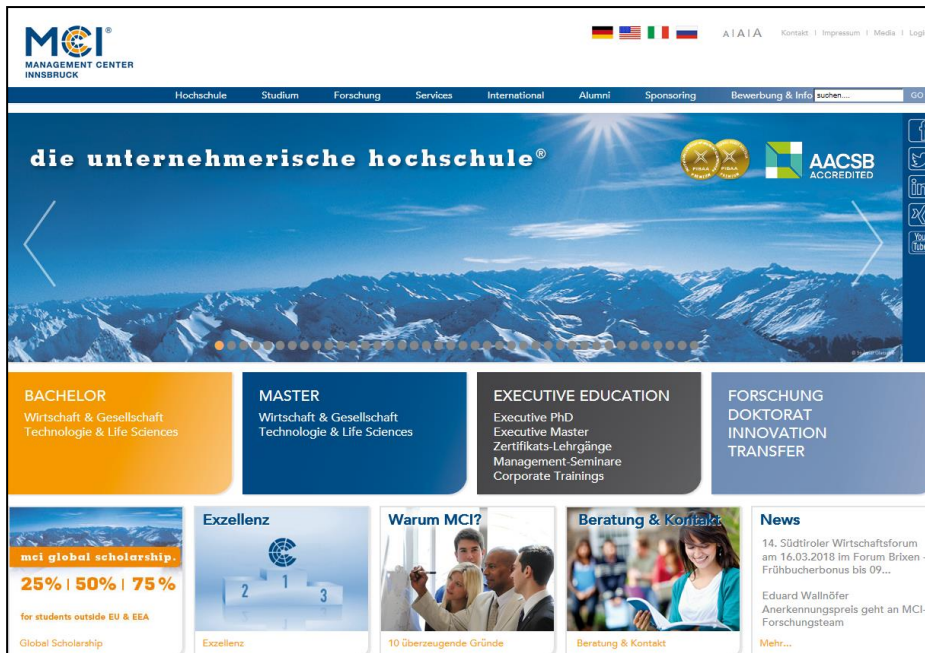 MCI®
MANAGEMENT CENTER
INNSBRUCK
A | A | A
Kontakt | Impressum | Media | Logi
Hochschule Studium Forschung Services International Alumni Sponsoring Bewerbung & Info suchen.... GO
die unternehmerische hochschule®
FIBAA FIBAA
AACSB
ACCREDITED
You
Tube
BACHELOR
Wirtschaft & Gesellschaft
Technologie & Life Sciences
MASTER
Wirtschaft & Gesellschaft
Technologie & Life Sciences
EXECUTIVE EDUCATION
Executive PhD
Executive Master
Zertifikats-Lehrgänge
Management-Seminare
Corporate Trainings
FORSCHUNG
DOKTORAT
INNOVATION
TRANSFER
mci global scholarship.
25% | 50% | 75%
for students outside EU & EEA
Global Scholarship
Exzellenz
2 1 3
Exzellenz
Warum MCI?
10 überzeugende Gründe
Beratung & Kontakt
Beratung & Kontakt
News
14. Südtiroler Wirtschaftsforum
am 16.03.2018 im Forum Brixen -
Frühbucherbonus bis 09...
Eduard Wallnöfer
Anerkennungspreis geht an MCI-
Forschungsteam
Mehr...